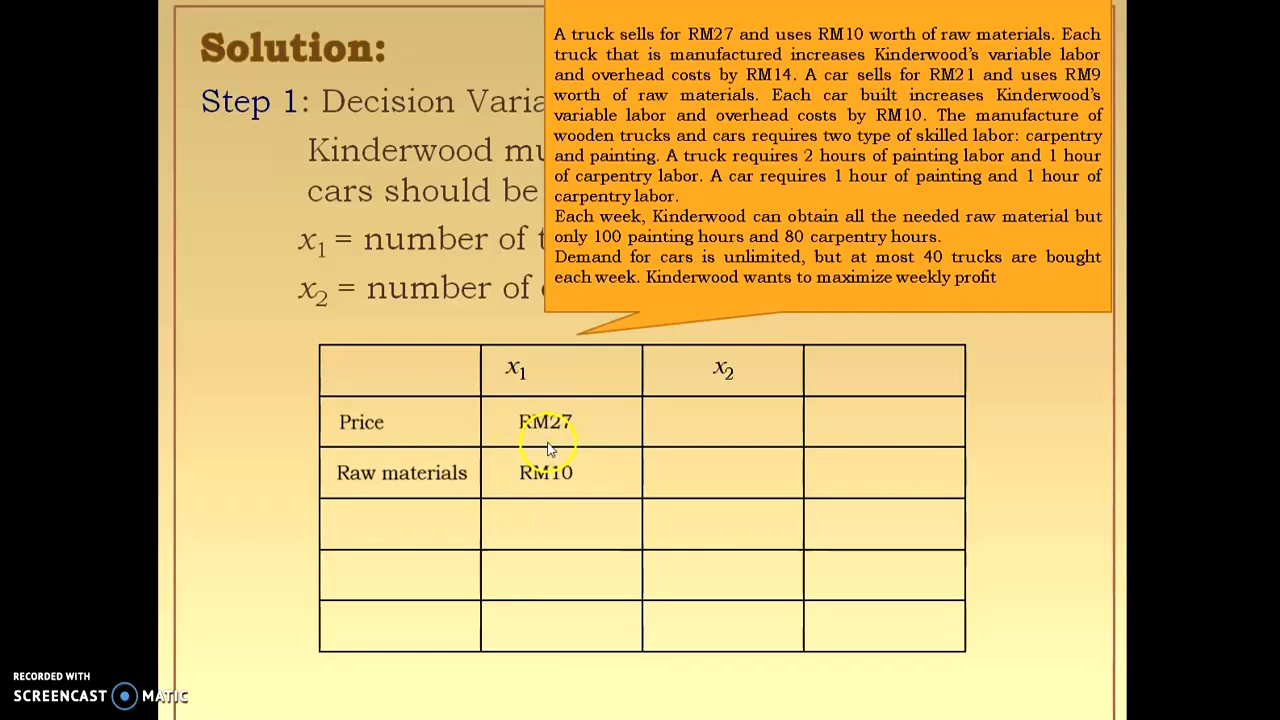 Solution:
A truck sells for RM27 and uses RM10 worth of raw materials. Each
truck that is manufactured increases Kinderwood's variable labor
and overhead costs by RM14. A car sells for RM21 and uses RM9
worth of raw materials. Each car built increases Kinderwood's
variable labor and overhead costs by RM10. The manufacture of
wooden trucks and cars requires two type of skilled labor: carpentry
and painting. A truck requires 2 hours of painting labor and 1 hour
of carpentry labor. A car requires 1 hour of painting and 1 hour of
carpentry labor.
Each week, Kinderwood can obtain all the needed raw material but
only 100 painting hours and 80 carpentry hours.
Demand for cars is unlimited, but at most 40 trucks are bought
each week. Kinderwood wants to maximize weekly profit
Step 1: Decision Varia
Kinderwood mu
cars should be
x₁ = number of t
x₂ = number of
x₁ x₂
Price RM27
Raw materials RM10
RECORDED WITH
SCREENCAST MATIC